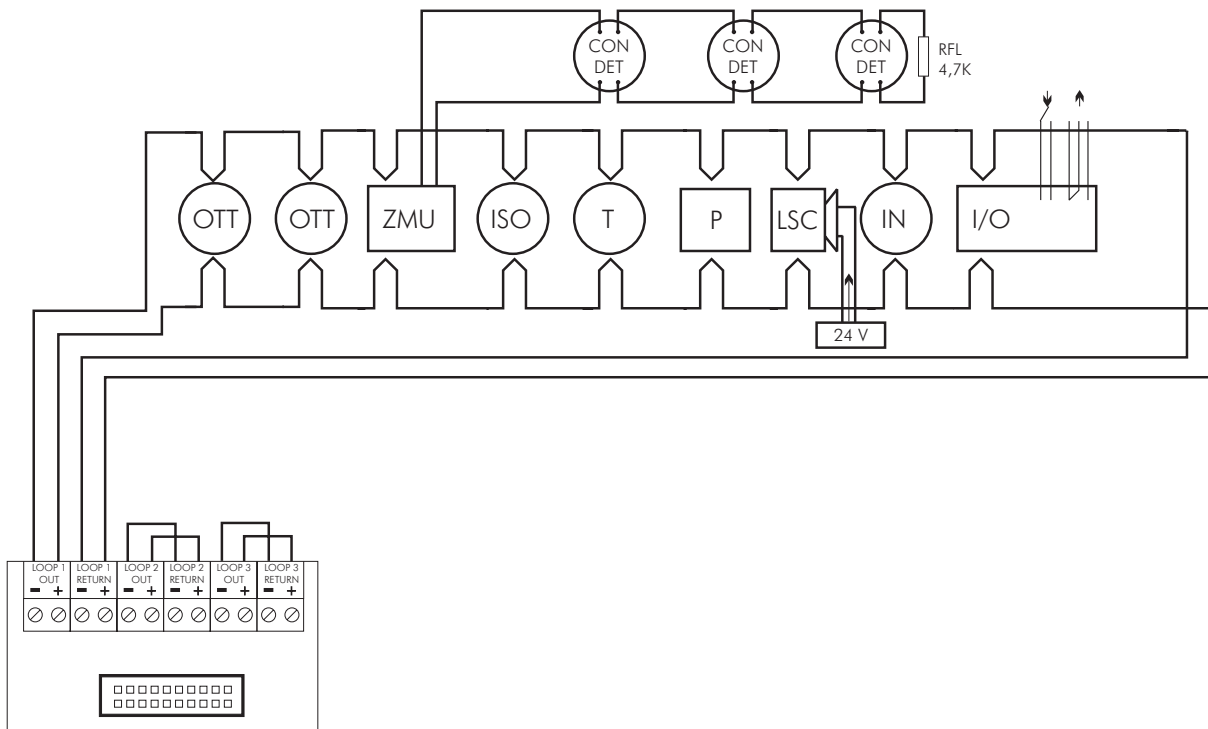 CON
DET
CON
DET
CON
DET
RFL
4,7K
OTT
OTT
ZMU
ISO
T
P
LSC
IN
I/O
24 V
LOOP 1
OUT
- +
LOOP 1
RETURN
- +
LOOP 2
OUT
- +
LOOP 2
RETURN
- +
LOOP 3
OUT
- +
LOOP 3
RETURN
- +